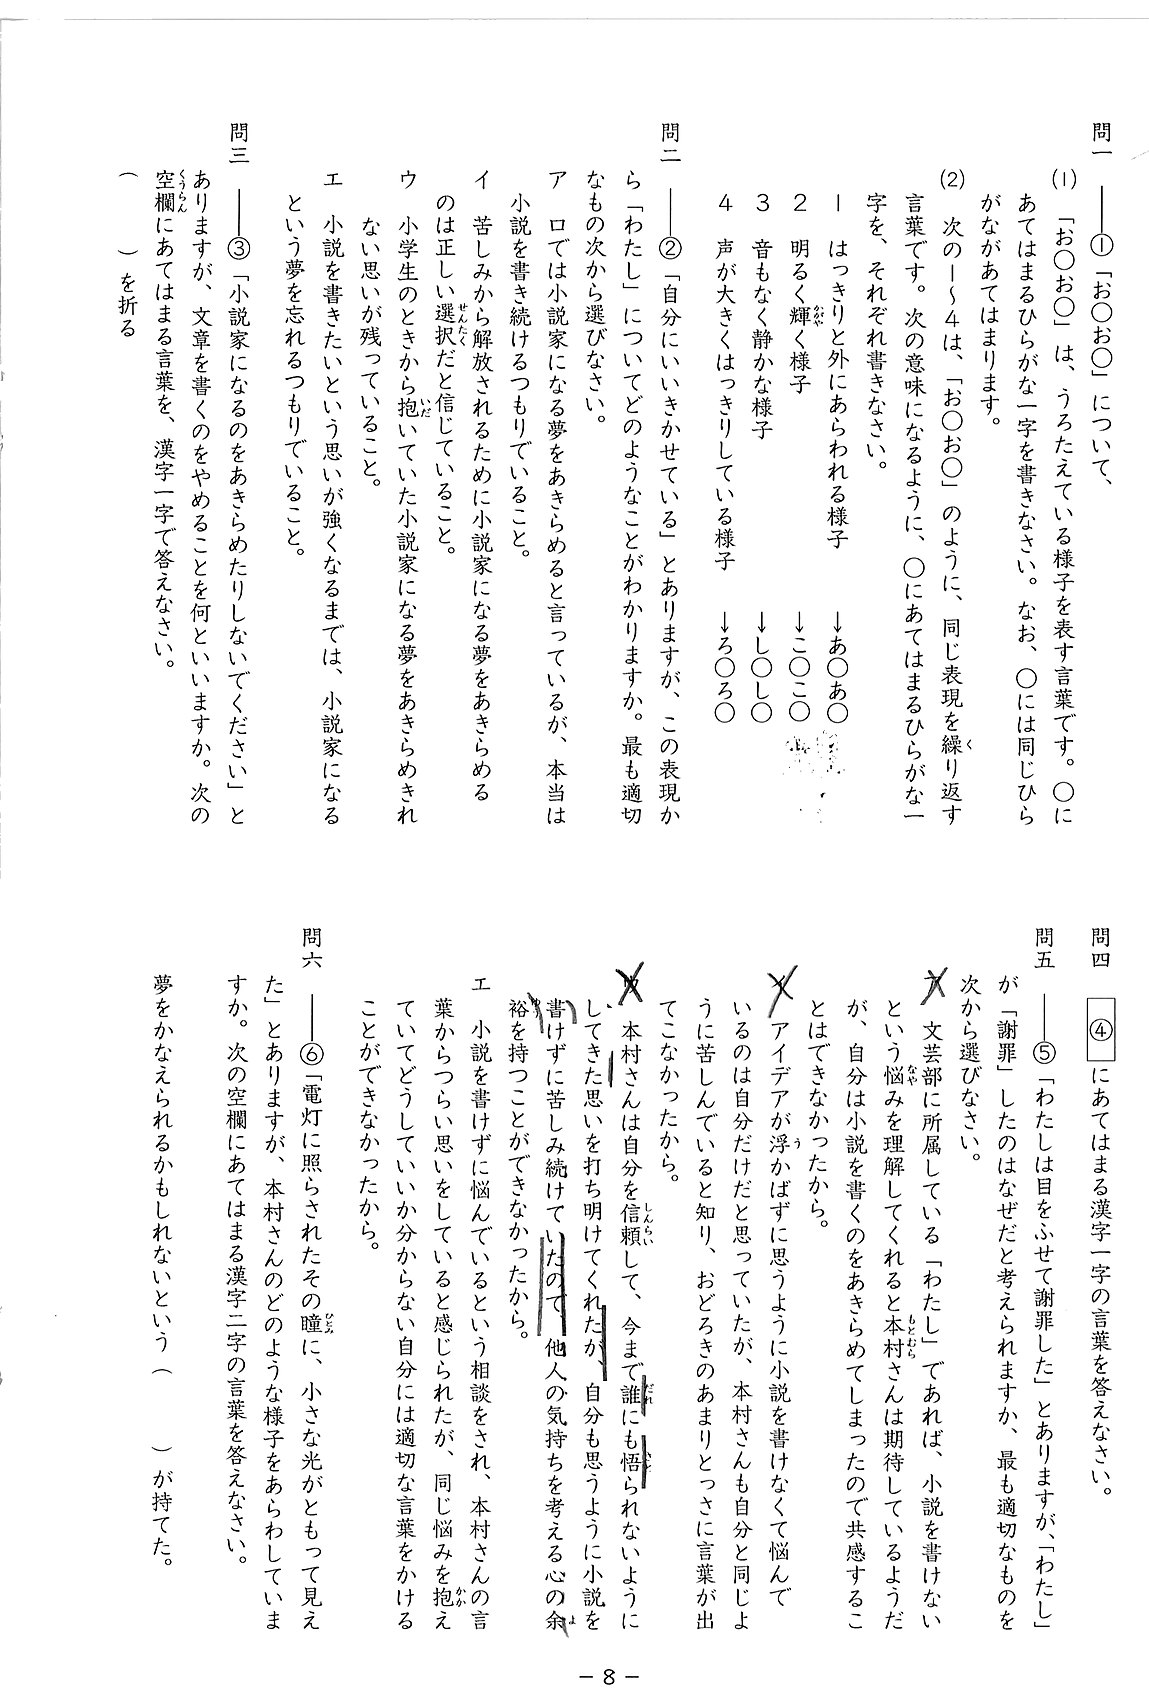 問一 ――①「お〇お〇」について、
⑴ 「お〇お〇」は、うろたえている様子を表す言葉です。〇に
あてはまるひらがな一字を書きなさい。なお、〇には同じひら
がながあてはまります。
⑵ 次の1～4は、「お〇お〇」のように、同じ表現を繰り返す
言葉です。次の意味になるように、〇にあてはまるひらがな一
字を、それぞれ書きなさい。
1 はっきりと外にあらわれる様子 →あ〇あ〇
2 明るく輝く様子 →こ〇こ〇
3 音もなく静かな様子 →し〇し〇
4 声が大きくはっきりしている様子 →ろ〇ろ〇
問二 ――②「自分にいいきかせている」とありますが、この表現か
ら「わたし」についてどのようなことがわかりますか。最も適切
なもの次から選びなさい。
ア 口では小説家になる夢をあきらめると言っているが、本当は
小説を書き続けるつもりでいること。
イ 苦しみから解放されるために小説家になる夢をあきらめる
のは正しい選択だと信じていること。
ウ 小学生のときから抱いていた小説家になる夢をあきらめきれ
ない思いが残っていること。
エ 小説を書きたいという思いが強くなるまでは、小説家になる
という夢を忘れるつもりでいること。
問三 ――③「小説家になるのをあきらめたりしないでください」と
ありますが、文章を書くのをやめることを何といいますか。次の
空欄にあてはまる言葉を、漢字一字で答えなさい。
（　　）を折る
問四 ④にあてはまる漢字一字の言葉を答えなさい。
問五 ――⑤「わたしは目をふせて謝罪した」とありますが、「わたし」
が「謝罪」したのはなぜだと考えられますか、最も適切なものを
次から選びなさい。
ア 文芸部に所属している「わたし」であれば、小説を書けない
という悩みを理解してくれると本村さんは期待しているようだ
が、自分は小説を書くのをあきらめてしまったので共感するこ
とはできなかったから。
イ アイデアが浮かばずに思うように小説を書けなくて悩んで
いるのは自分だけだと思っていたが、本村さんも自分と同じよ
うに苦しんでいると知り、おどろきのあまりとっさに言葉が出
てこなかったから。
ウ 本村さんは自分を信頼して、今まで誰にも悟られないように
してきた思いを打ち明けてくれたが、自分も思うように小説を
書けずに苦しみ続けていたので、他人の気持ちを考える心の余
裕を持つことができなかったから。
エ 小説を書けずに悩んでいるという相談をされ、本村さんの言
葉からつらい思いをしていると感じられたが、同じ悩みを抱え
ていてどうしていいか分からない自分には適切な言葉をかける
ことができなかったから。
問六 ――⑥「電灯に照らされたその瞳に、小さな光がともって見え
た」とありますが、本村さんのどのような様子をあらわしていま
すか。次の空欄にあてはまる漢字二字の言葉を答えなさい。
夢をかなえられるかもしれないという（　　）が持てた。
－8－